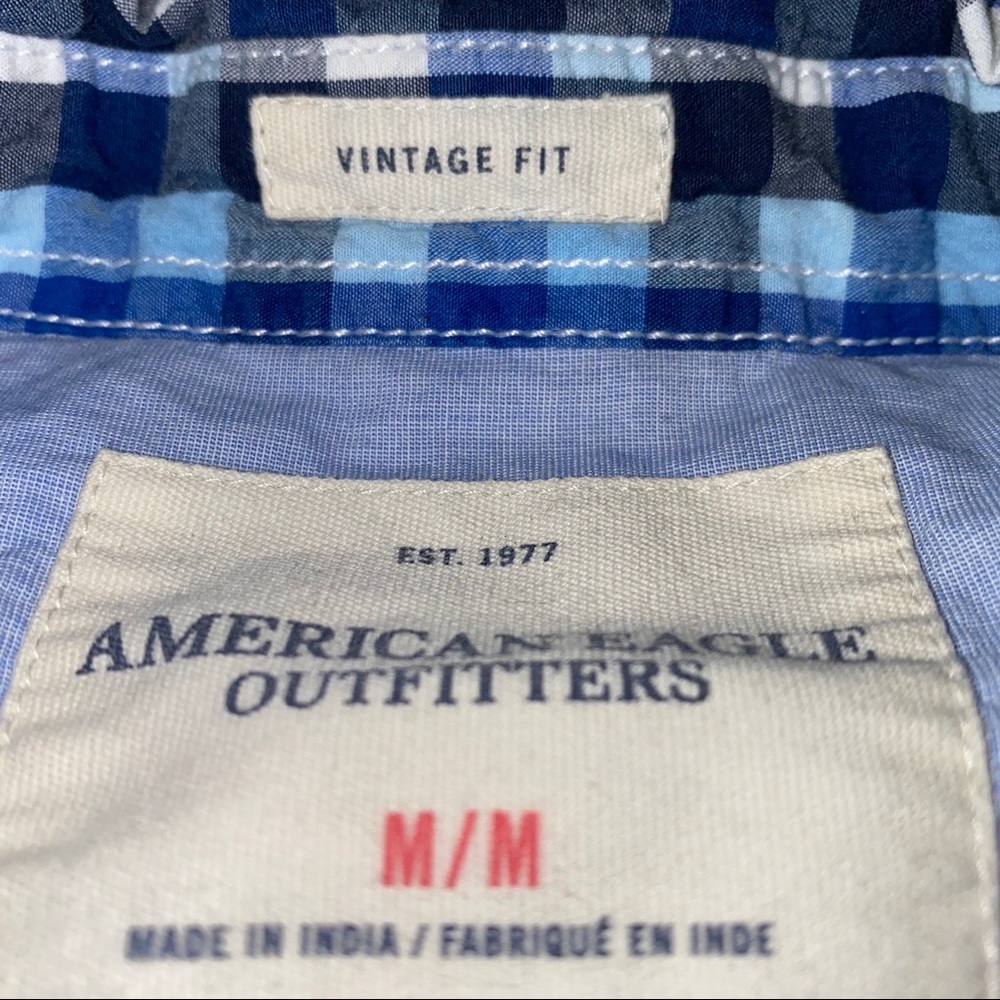 VINTAGE FIT
EST. 1977
AMERICAN EAGLE
OUTFITTERS
M/M
MADE IN INDIA / FABRIQUÉ EN INDE